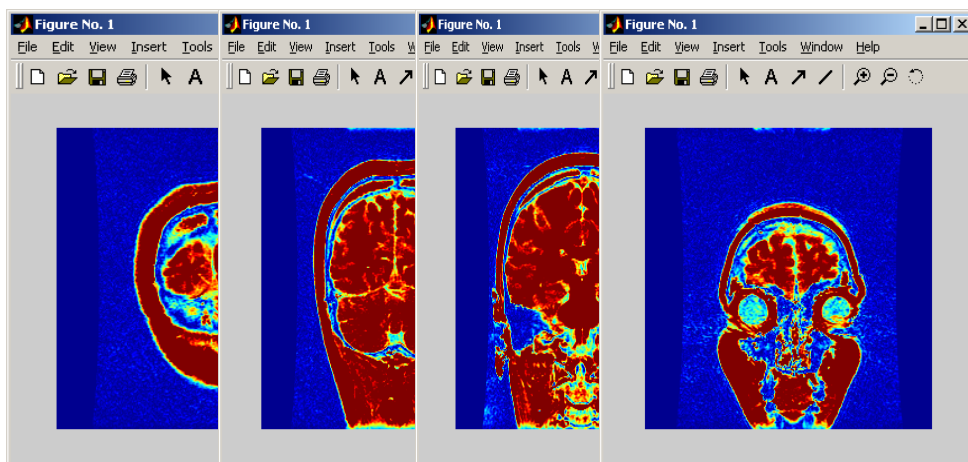 Figure No. 1
File Edit View Insert Tools
Figure No. 1
File Edit View Insert Tools W
Figure No. 1
File Edit View Insert Tools W
Figure No. 1
File Edit View Insert Tools Window Help
A
A
A
A